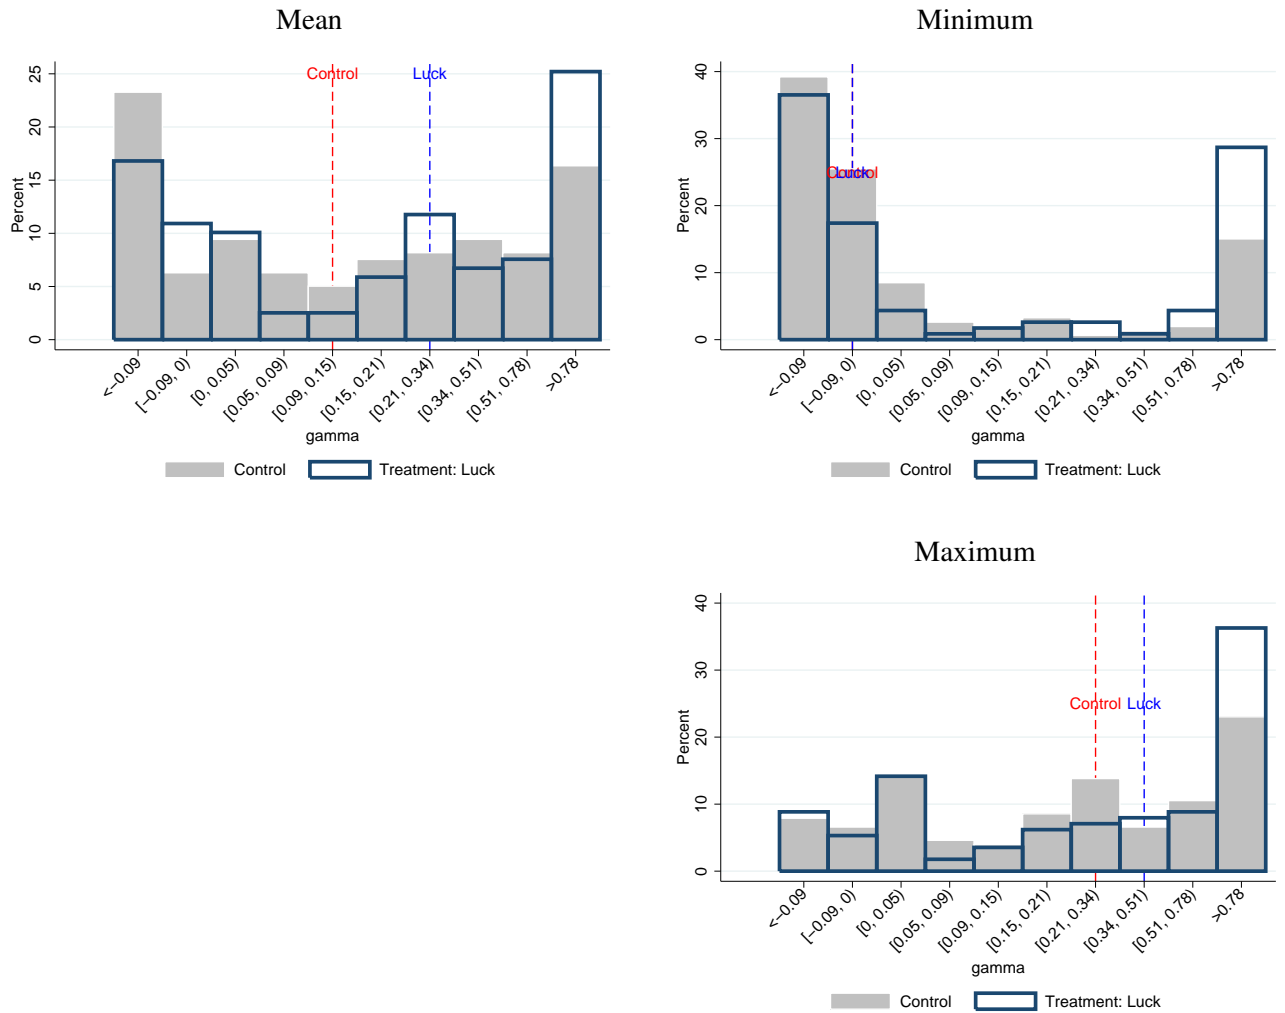 Mean
Control
Luck
Percent
0
5
10
15
20
25
<−0.09
[−0.09, 0)
[0, 0.05)
[0.05, 0.09)
[0.09, 0.15)
[0.15, 0.21)
[0.21, 0.34)
[0.34, 0.51)
[0.51, 0.78)
>0.78
gamma
Control
Treatment: Luck
Minimum
Control
Luck
Percent
0
10
20
30
40
<−0.09
[−0.09, 0)
[0, 0.05)
[0.05, 0.09)
[0.09, 0.15)
[0.15, 0.21)
[0.21, 0.34)
[0.34, 0.51)
[0.51, 0.78)
>0.78
gamma
Control
Treatment: Luck
Maximum
Control
Luck
Percent
0
10
20
30
40
<−0.09
[−0.09, 0)
[0, 0.05)
[0.05, 0.09)
[0.09, 0.15)
[0.15, 0.21)
[0.21, 0.34)
[0.34, 0.51)
[0.51, 0.78)
>0.78
gamma
Control
Treatment: Luck